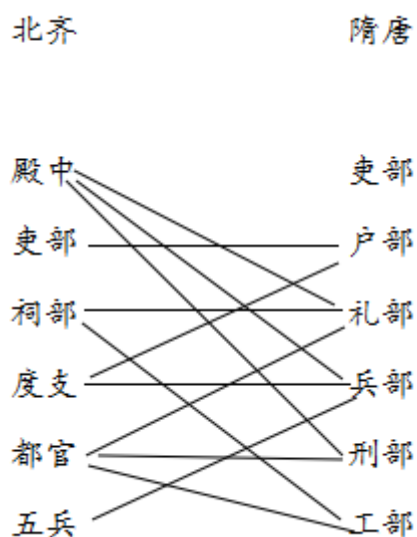 北齐 隋唐
殿中 吏部
吏部 户部
祠部 礼部
度支 兵部
都官 刑部
五兵 工部